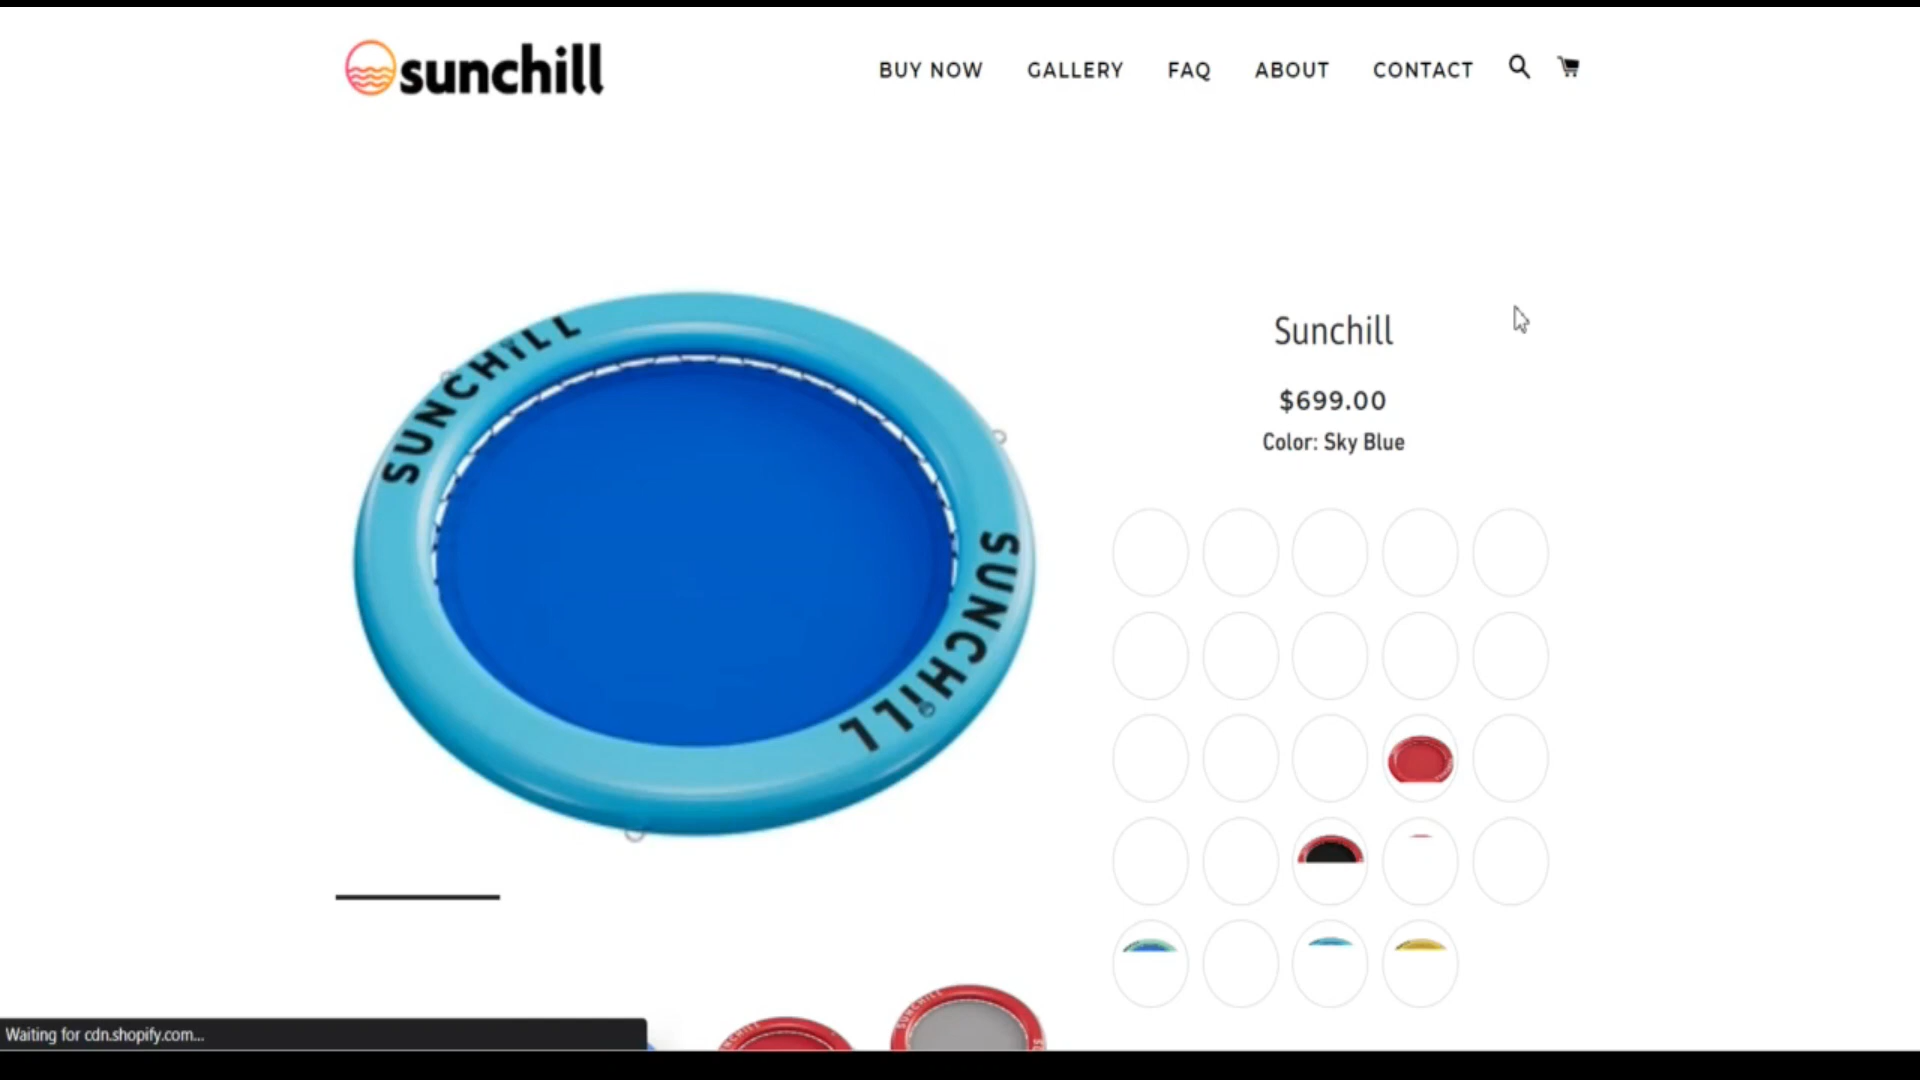 sunchill
BUY NOW GALLERY FAQ ABOUT CONTACT
SUNCHILL
SUNCHILL
Sunchill
$699.00
Color: Sky Blue
SUNCHILL
Waiting for cdn.shopify.com...